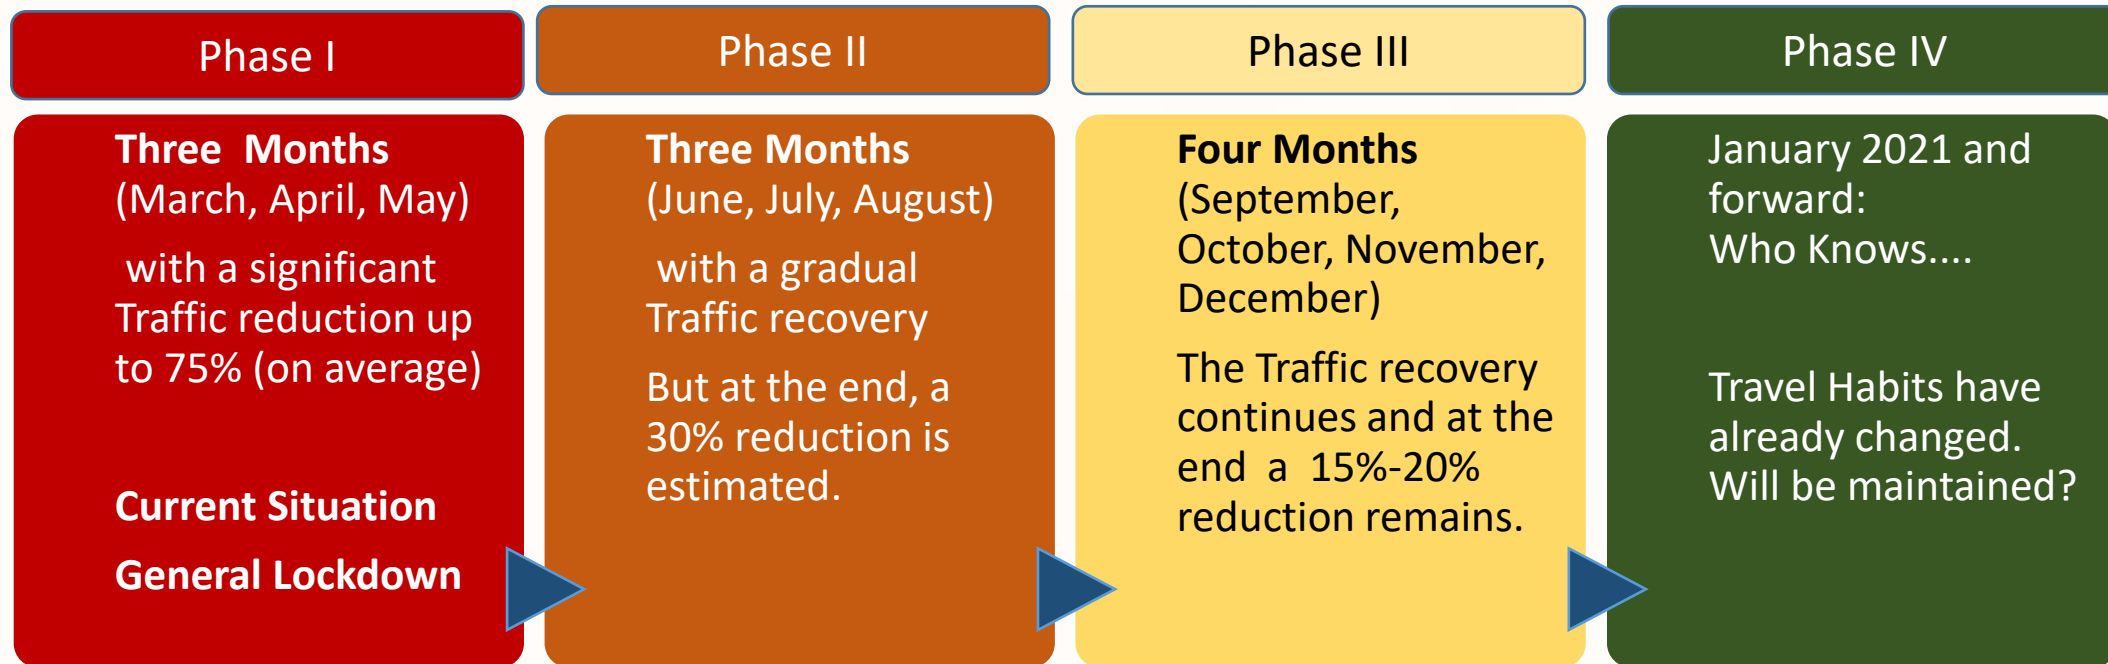 Phase I
Three  Months
(March, April, May)
with a significant
Traffic reduction up
to 75% (on average)
Current Situation
General Lockdown
Phase II
Three Months
(June, July, August)
with a gradual
Traffic recovery
But at the end, a
30% reduction is
estimated.
Phase III
Four Months
(September,
October, November,
December)
The Traffic recovery
continues and at the
end  a  15%-20%
reduction remains.
Phase IV
January 2021 and
forward:
Who Knows....
Travel Habits have
already changed.
Will be maintained?